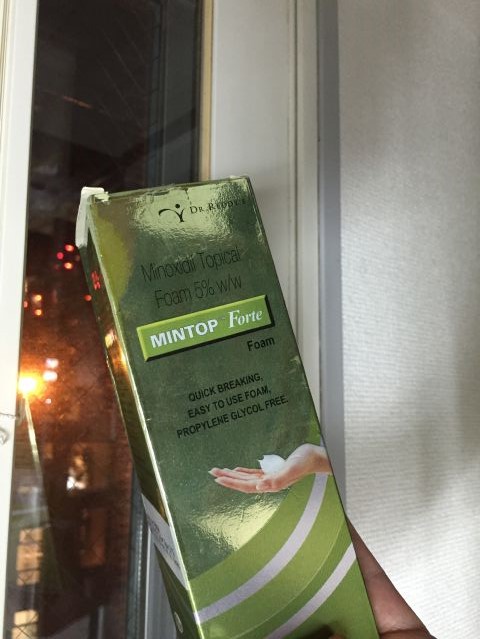 DR.REDDY'S
Minoxidil Topical
Foam 5% w/w
MINTOP Forte
Foam
QUICK BREAKING,
EASY TO USE FOAM,
PROPYLENE GLYCOL FREE.